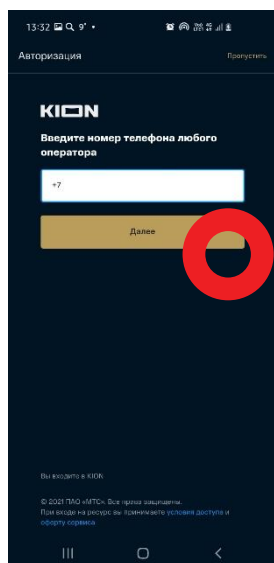 13:32
9°
Авторизация
Пропустить
KION
Введите номер телефона любого
оператора
+7
Далее
Вы входите в KION
© 2021 ПАО «МТС». Все права защищены.
При входе на ресурс вы принимаете условия доступа и
оферту сервиса